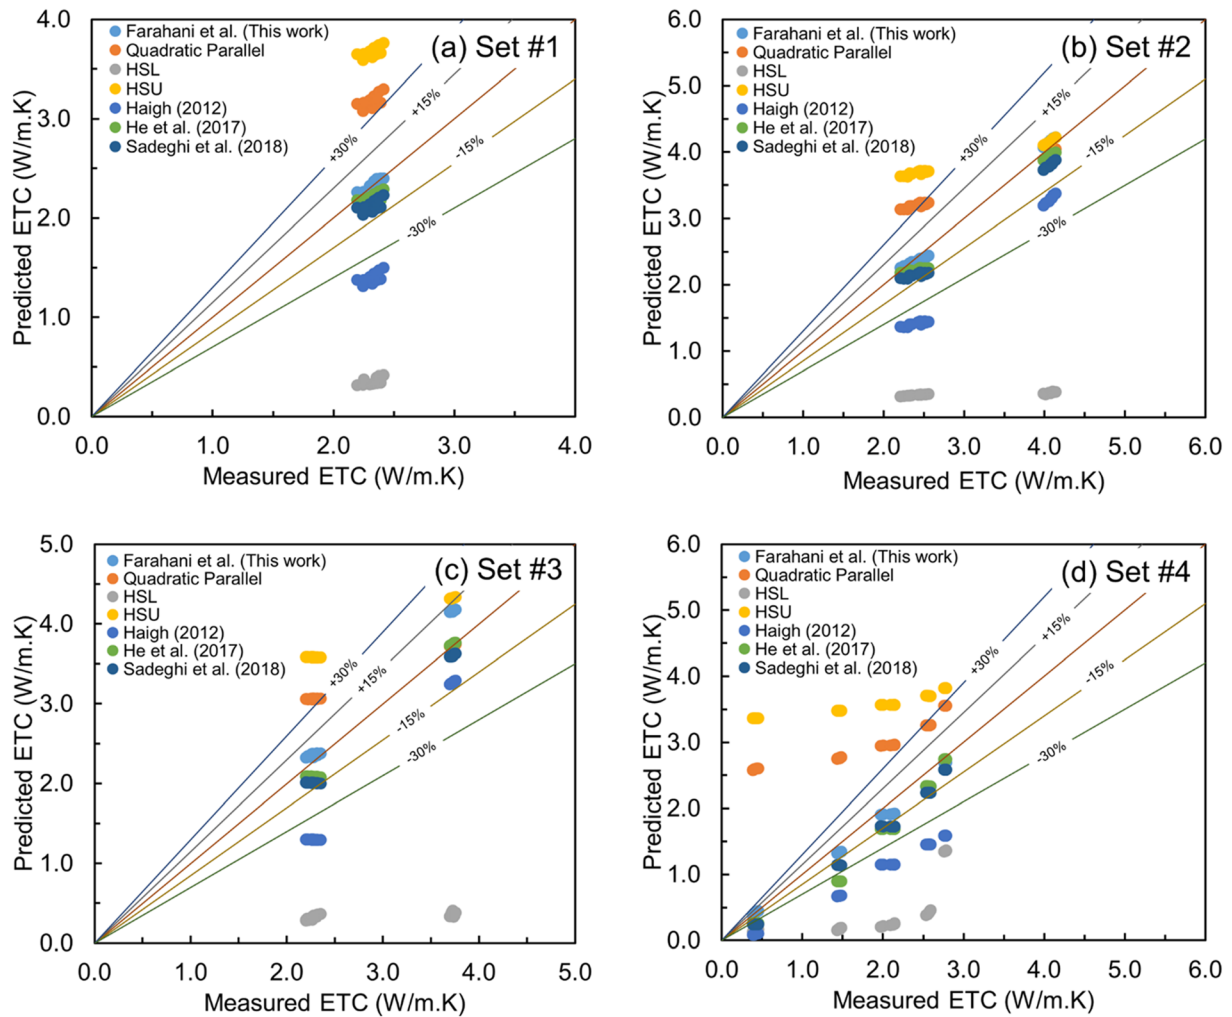 (a) Set #1
Farahani et al. (This work)
Quadratic Parallel
HSL
HSU
Haigh (2012)
He et al. (2017)
Sadeghi et al. (2018)
+30%
+15%
-15%
-30%
4.0
3.0
2.0
1.0
0.0
Predicted ETC (W/m.K)
0.0 1.0 2.0 3.0 4.0
Measured ETC (W/m.K)
(b) Set #2
Farahani et al. (This work)
Quadratic Parallel
HSL
HSU
Haigh (2012)
He et al. (2017)
Sadeghi et al. (2018)
+30%
+15%
-15%
-30%
6.0
5.0
4.0
3.0
2.0
1.0
0.0
Predicted ETC (W/m.K)
0.0 1.0 2.0 3.0 4.0 5.0 6.0
Measured ETC (W/m.K)
(c) Set #3
Farahani et al. (This work)
Quadratic Parallel
HSL
HSU
Haigh (2012)
He et al. (2017)
Sadeghi et al. (2018)
+30%
+15%
-15%
-30%
5.0
4.0
3.0
2.0
1.0
0.0
Predicted ETC (W/m.K)
0.0 1.0 2.0 3.0 4.0 5.0
Measured ETC (W/m.K)
(d) Set #4
Farahani et al. (This work)
Quadratic Parallel
HSL
HSU
Haigh (2012)
He et al. (2017)
Sadeghi et al. (2018)
+30%
+15%
-15%
-30%
6.0
5.0
4.0
3.0
2.0
1.0
0.0
Predicted ETC (W/m.K)
0.0 1.0 2.0 3.0 4.0 5.0 6.0
Measured ETC (W/m.K)